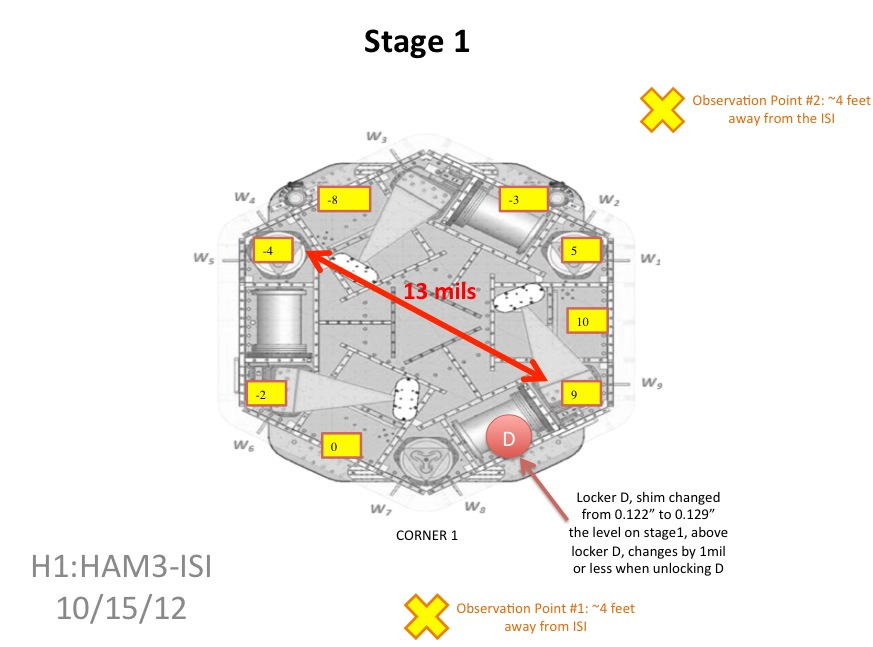 Stage 1
Observation Point #2: ~4 feet
away from the ISI
W3
W4
-8
-3
W2
W5
-4
5
W1
13 mils
10
-2
9
W9
W6
0
D
W7
W8
CORNER 1
Locker D, shim changed
from 0.122” to 0.129”
the level on stage1, above
locker D, changes by 1mil
or less when unlocking D
H1:HAM3-ISI
10/15/12
Observation Point #1: ~4 feet
away from ISI